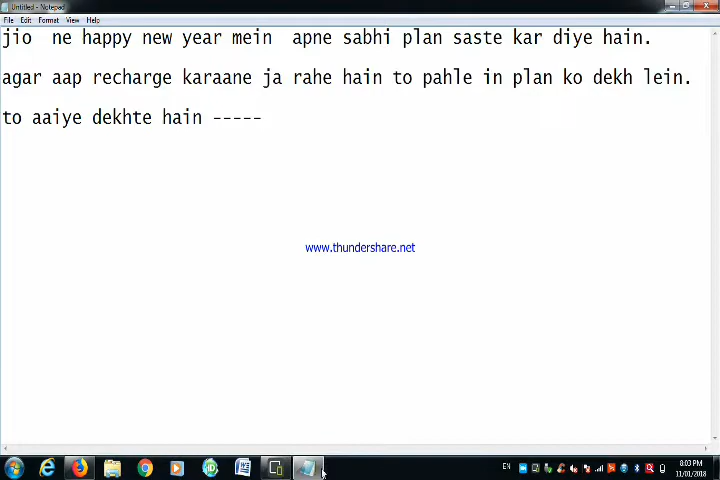 Untitled - Notepad
File Edit Format View Help
jio ne happy new year mein apne sabhi plan saste kar diye hain.
agar aap recharge karaane ja rahe hain to pahle in plan ko dekh lein.
to aaiye dekhte hain -----
www.thundershare.net
EN
8:03 PM
11/01/2018